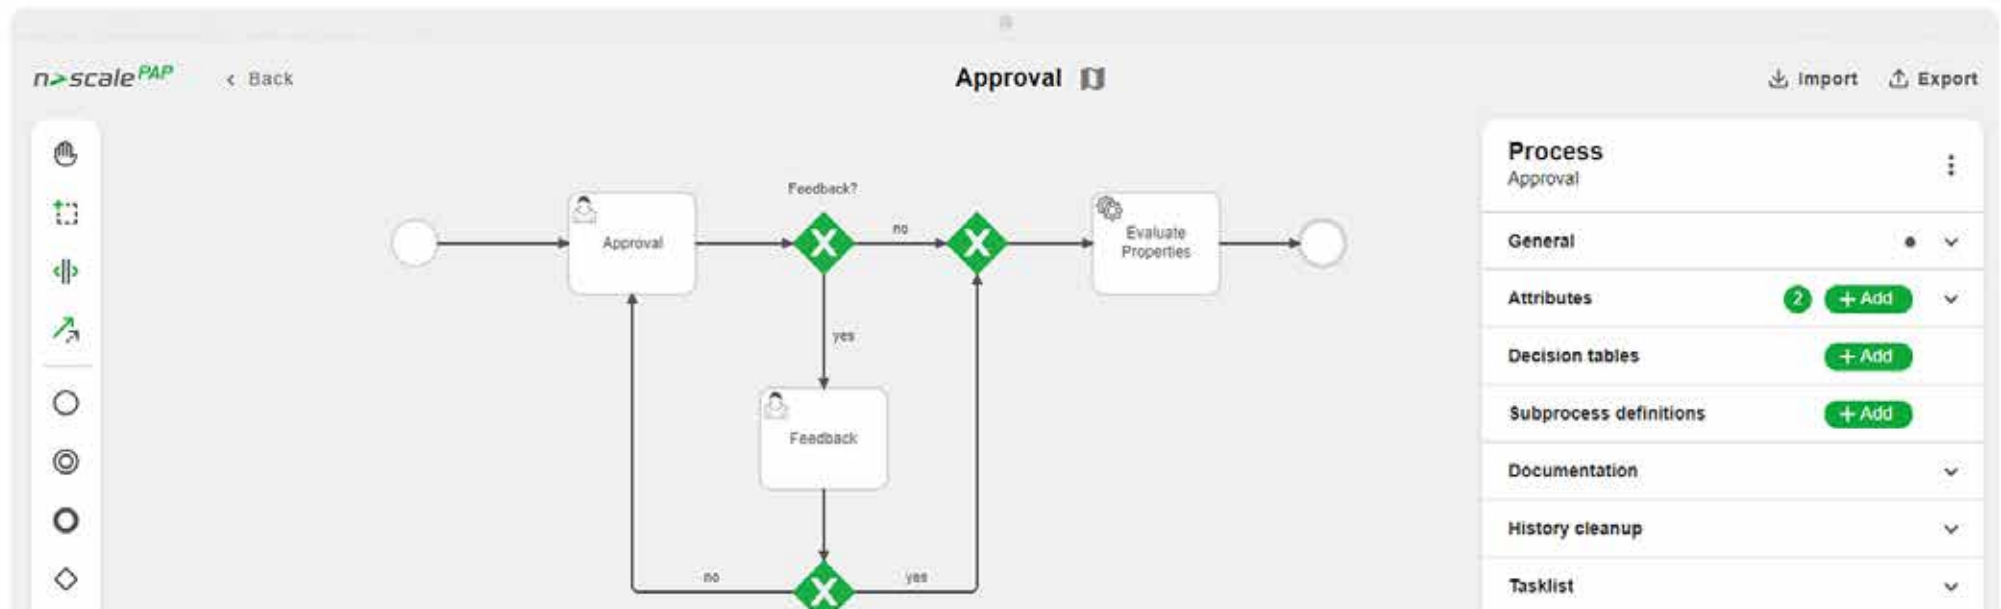 n>scale PAP
< Back
Approval
Import
Export
Feedback?
Approval
no
Evaluate
Properties
yes
Feedback
no
yes
Process
Approval
General
Attributes 2 + Add
Decision tables + Add
Subprocess definitions + Add
Documentation
History cleanup
Tasklist